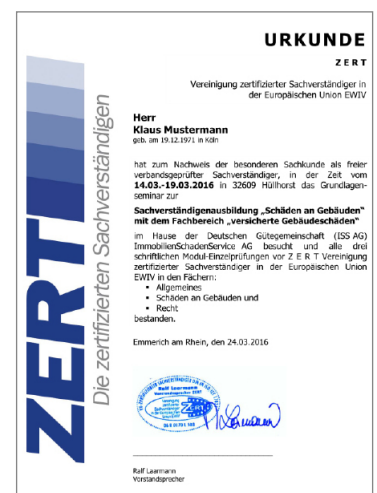 URKUNDE
ZERT
Vereinigung zertifizierter Sachverständiger in
der Europäischen Union EWIV
Herr
Klaus Mustermann
geb. am 19.12.1971 in Köln
hat zum Nachweis der besonderen Sachkunde als freier
verbandsgeprüfter Sachverständiger, in der Zeit vom
14.03.-19.03.2016 in 32609 Hüllhorst das Grundlagen-
seminar zur
Sachverständigenausbildung „Schäden an Gebäuden"
mit dem Fachbereich „versicherte Gebäudeschäden"
im Hause der Deutschen Gütegemeinschaft (ISS AG)
ImmobilienSchadenService AG besucht und alle drei
schriftlichen Modul-Einzelprüfungen vor Z E R T Vereinigung
zertifizierter Sachverständiger in der Europäischen Union
EWIV in den Fächern:
▪ Allgemeines
▪ Schäden an Gebäuden und
▪ Recht
bestanden.
Emmerich am Rhein, den 24.03.2016
Ralf Laarmann
Vorstandssprecher
Ralf Laarmann
Vorstandsprecher
ZERT
Die zertifizierten Sachverständigen